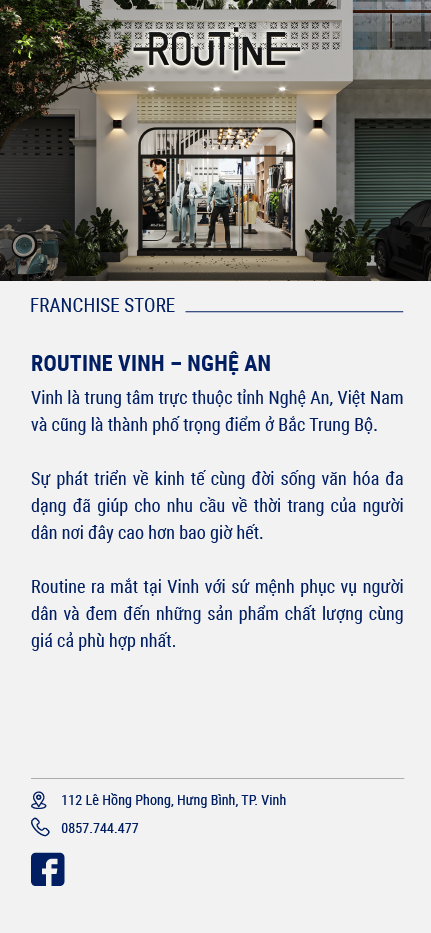 ROUTINE
FRANCHISE STORE
ROUTINE VINH – NGHỆ AN
Vinh là trung tâm trực thuộc tỉnh Nghệ An, Việt Nam
và cũng là thành phố trọng điểm ở Bắc Trung Bộ.
Sự phát triển về kinh tế cùng đời sống văn hóa đa
dạng đã giúp cho nhu cầu về thời trang của người
dân nơi đây cao hơn bao giờ hết.
Routine ra mắt tại Vinh với sứ mệnh phục vụ người
dân và đem đến những sản phẩm chất lượng cùng
giá cả phù hợp nhất.
112 Lê Hồng Phong, Hưng Bình, TP. Vinh
0857.744.477